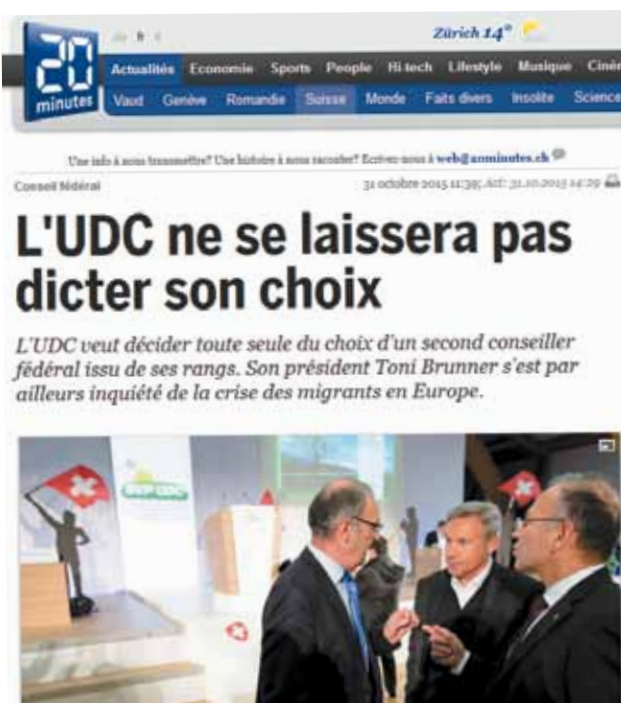 20 minutes
fr
Zürich 14°
Actualités Economie Sports People Hi-tech Lifestyle Musique Ciném
Vaud Genève Romandie Suisse Monde Faits divers Insolite Science
Une info à nous transmettre? Une histoire à nous raconter? Ecrivez-nous à web@20minutes.ch
Conseil fédéral
31 octobre 2015 11:39; Act: 31.10.2015 14:29
L'UDC ne se laissera pas
dicter son choix
L'UDC veut décider toute seule du choix d'un second conseiller
fédéral issu de ses rangs. Son président Toni Brunner s'est par
ailleurs inquiété de la crise des migrants en Europe.
SVP UDC